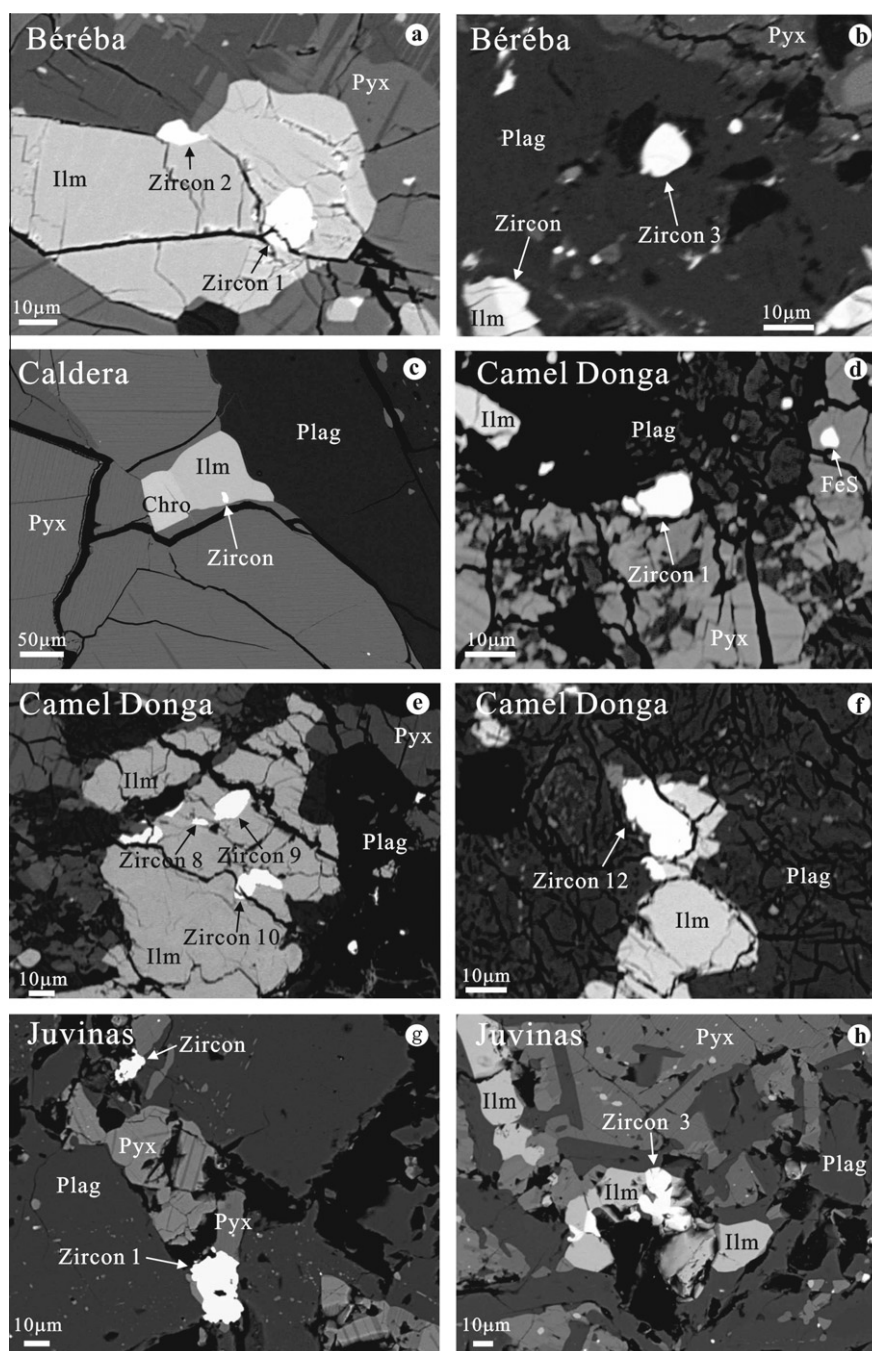 Béréba a
Pyx
Ilm
Zircon 2
Zircon 1
10μm
Béréba b
Pyx
Plag
Zircon 3
Zircon
Ilm
10μm
Caldera c
Plag
Ilm
Chro
Pyx
Zircon
50μm
Camel Donga d
Ilm
Plag
FeS
Zircon 1
10μm
Pyx
Camel Donga e
Pyx
Ilm
Zircon 8 Zircon 9
Plag
Zircon 10
Ilm
10μm
Camel Donga f
Zircon 12
Plag
Ilm
10μm
Juvinas g
Zircon
Pyx
Plag
Pyx
Zircon 1
10μm
Juvinas h
Pyx
Ilm
Zircon 3
Plag
Ilm
Ilm
10μm